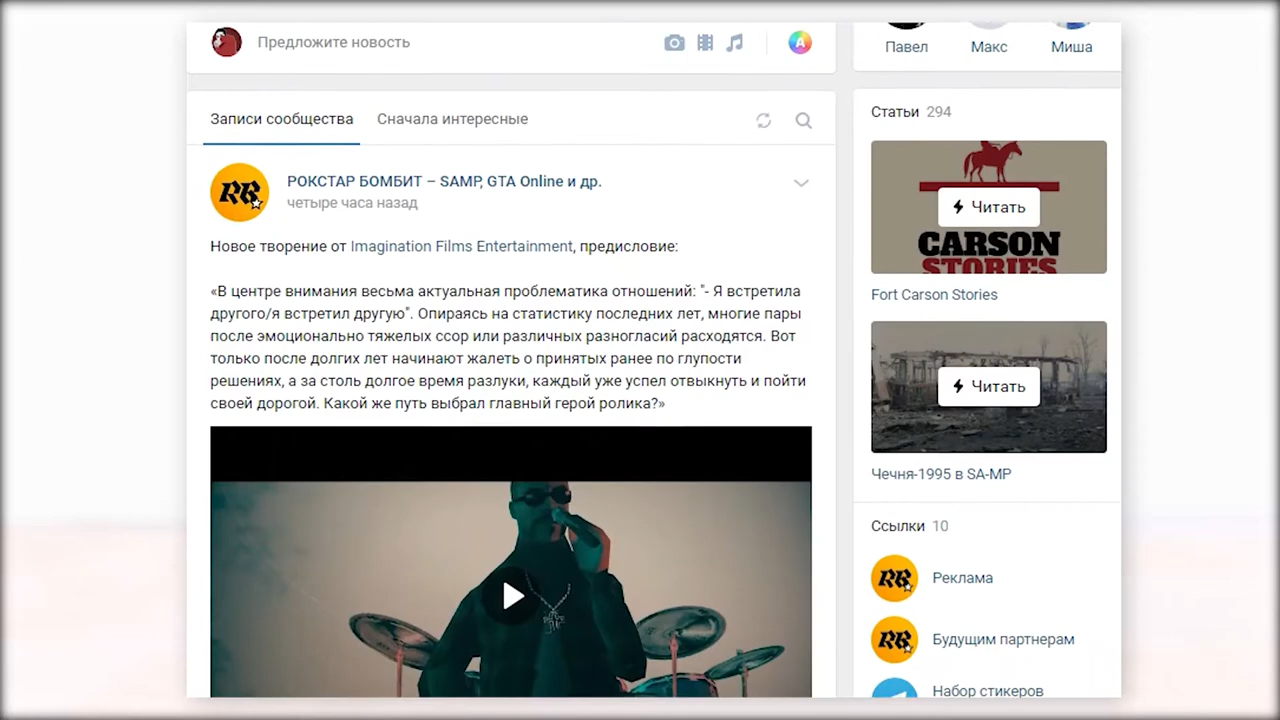 Предложите новость
Записи сообщества
Сначала интересные
РОКСТАР БОМБИТ – SAMP, GTA Online и др.
четыре часа назад
Новое творение от Imagination Films Entertainment, предисловие:
«В центре внимания весьма актуальная проблематика отношений: "- Я встретила
другого/я встретил другую". Опираясь на статистику последних лет, многие пары
после эмоционально тяжелых ссор или различных разногласий расходятся. Вот
только после долгих лет начинают жалеть о принятых ранее по глупости
решениях, а за столь долгое время разлуки, каждый уже успел отвыкнуть и пойти
своей дорогой. Какой же путь выбрал главный герой ролика?»
Павел
Макс
Миша
Статьи 294
Читать
CARSON
STORIES
Fort Carson Stories
Читать
Чечня-1995 в SA-MP
Ссылки 10
RB
Реклама
RB
Будущим партнерам
Набор стикеров